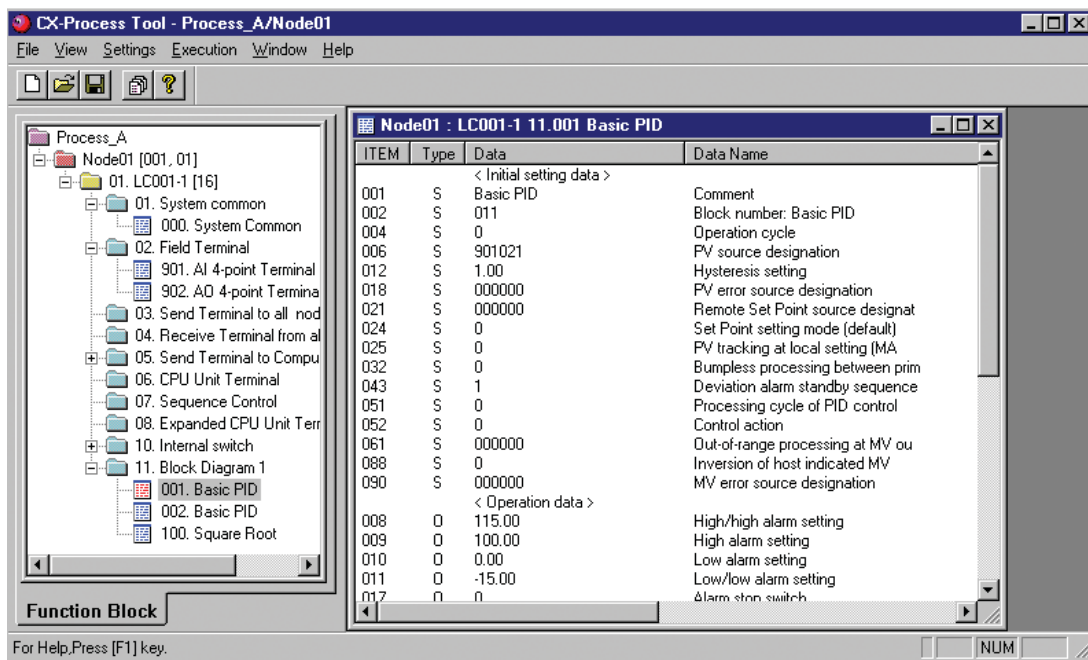 CX-Process Tool - Process_A/Node01
File View Settings Execution Window Help
Process_A
Node01 [001, 01]
01. LC001-1 [16]
01. System common
000. System Common
02. Field Terminal
901. AI 4-point Terminal
902. AO 4-point Termina
03. Send Terminal to all nod
04. Receive Terminal from al
05. Send Terminal to Compu
06. CPU Unit Terminal
07. Sequence Control
08. Expanded CPU Unit Terr
10. Internal switch
11. Block Diagram 1
001. Basic PID
002. Basic PID
100. Square Root
Function Block
Node01 : LC001-1 11.001 Basic PID
ITEM Type Data Data Name
< Initial setting data >
001 S Basic PID Comment
002 S 011 Block number: Basic PID
004 S 0 Operation cycle
006 S 901021 PV source designation
012 S 1.00 Hysteresis setting
018 S 000000 PV error source designation
021 S 000000 Remote Set Point source designat
024 S 0 Set Point setting mode (default)
025 S 0 PV tracking at local setting (MA
032 S 0 Bumpless processing between prim
043 S 1 Deviation alarm standby sequence
051 S 0 Processing cycle of PID control
052 S 0 Control action
061 S 000000 Out-of-range processing at MV ou
088 S 0 Inversion of host indicated MV
090 S 000000 MV error source designation
< Operation data >
008 O 115.00 High/high alarm setting
009 O 100.00 High alarm setting
010 O 0.00 Low alarm setting
011 O -15.00 Low/low alarm setting
017 O 0 Alarm stop switch
For Help,Press [F1] key.
NUM